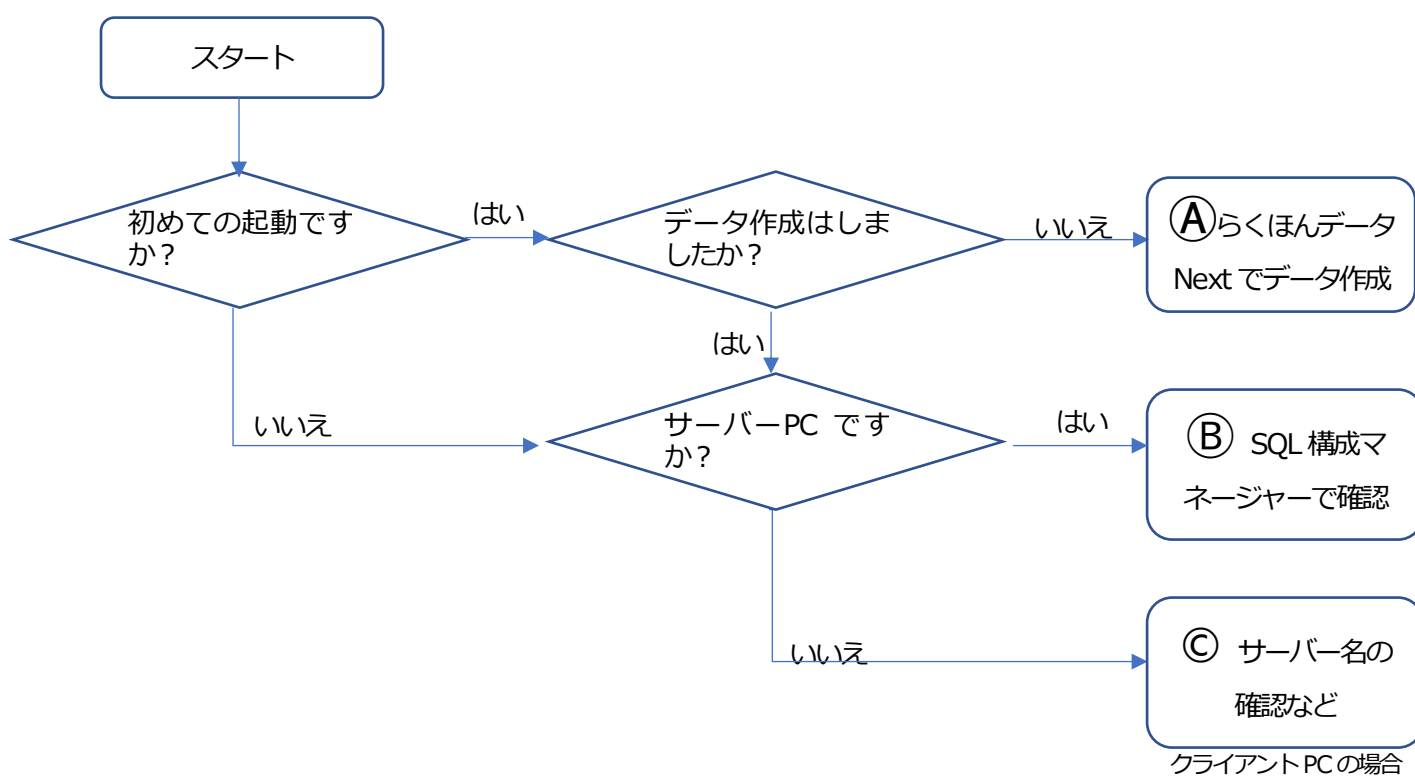 スタート
初めての起動です
か？
はい
データ作成はしま
したか？
いいえ
Ⓐらくほんデータ
Next でデータ作成
はい
いいえ
サーバーPC です
か？
はい
Ⓑ SQL 構成マ
ネージャーで確認
いいえ
Ⓒ サーバー名の
確認など
クライアント PC の場合